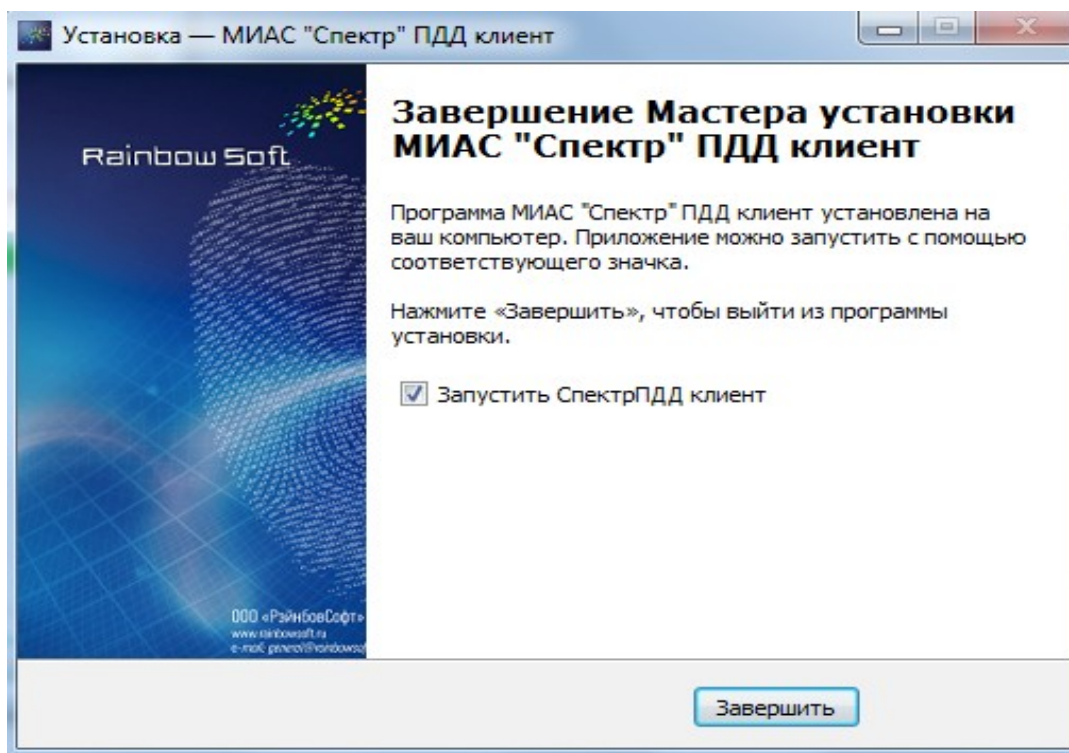 Установка — МИАС "Спектр" ПДД клиент
Rainbow Soft
Завершение Мастера установки
МИАС "Спектр" ПДД клиент
Программа МИАС "Спектр" ПДД клиент установлена на
ваш компьютер. Приложение можно запустить с помощью
соответствующего значка.
Нажмите «Завершить», чтобы выйти из программы
установки.
Запустить СпектрПДД клиент
ООО «РэйнбовСофт»
www.rainbowsoft.ru
e-mail:
Завершить